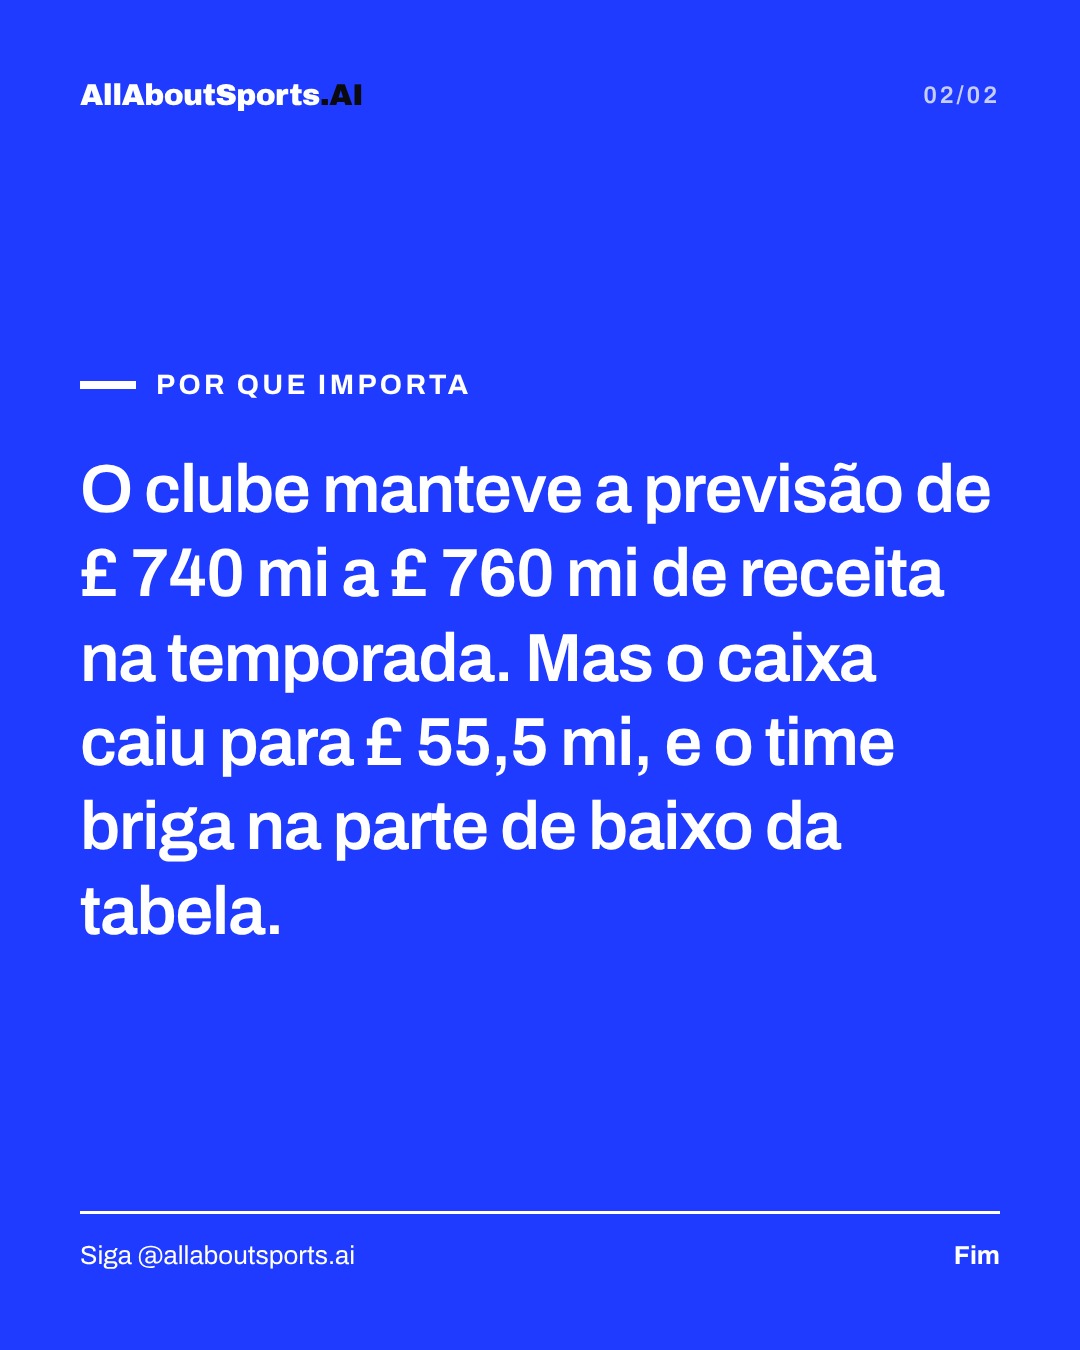 AllAboutSports.AI
02/02
POR QUE IMPORTA
O clube manteve a previsão de
£ 740 mi a £ 760 mi de receita
na temporada. Mas o caixa
caiu para £ 55,5 mi, e o time
briga na parte de baixo da
tabela.
Siga @allaboutsports.ai
Fim